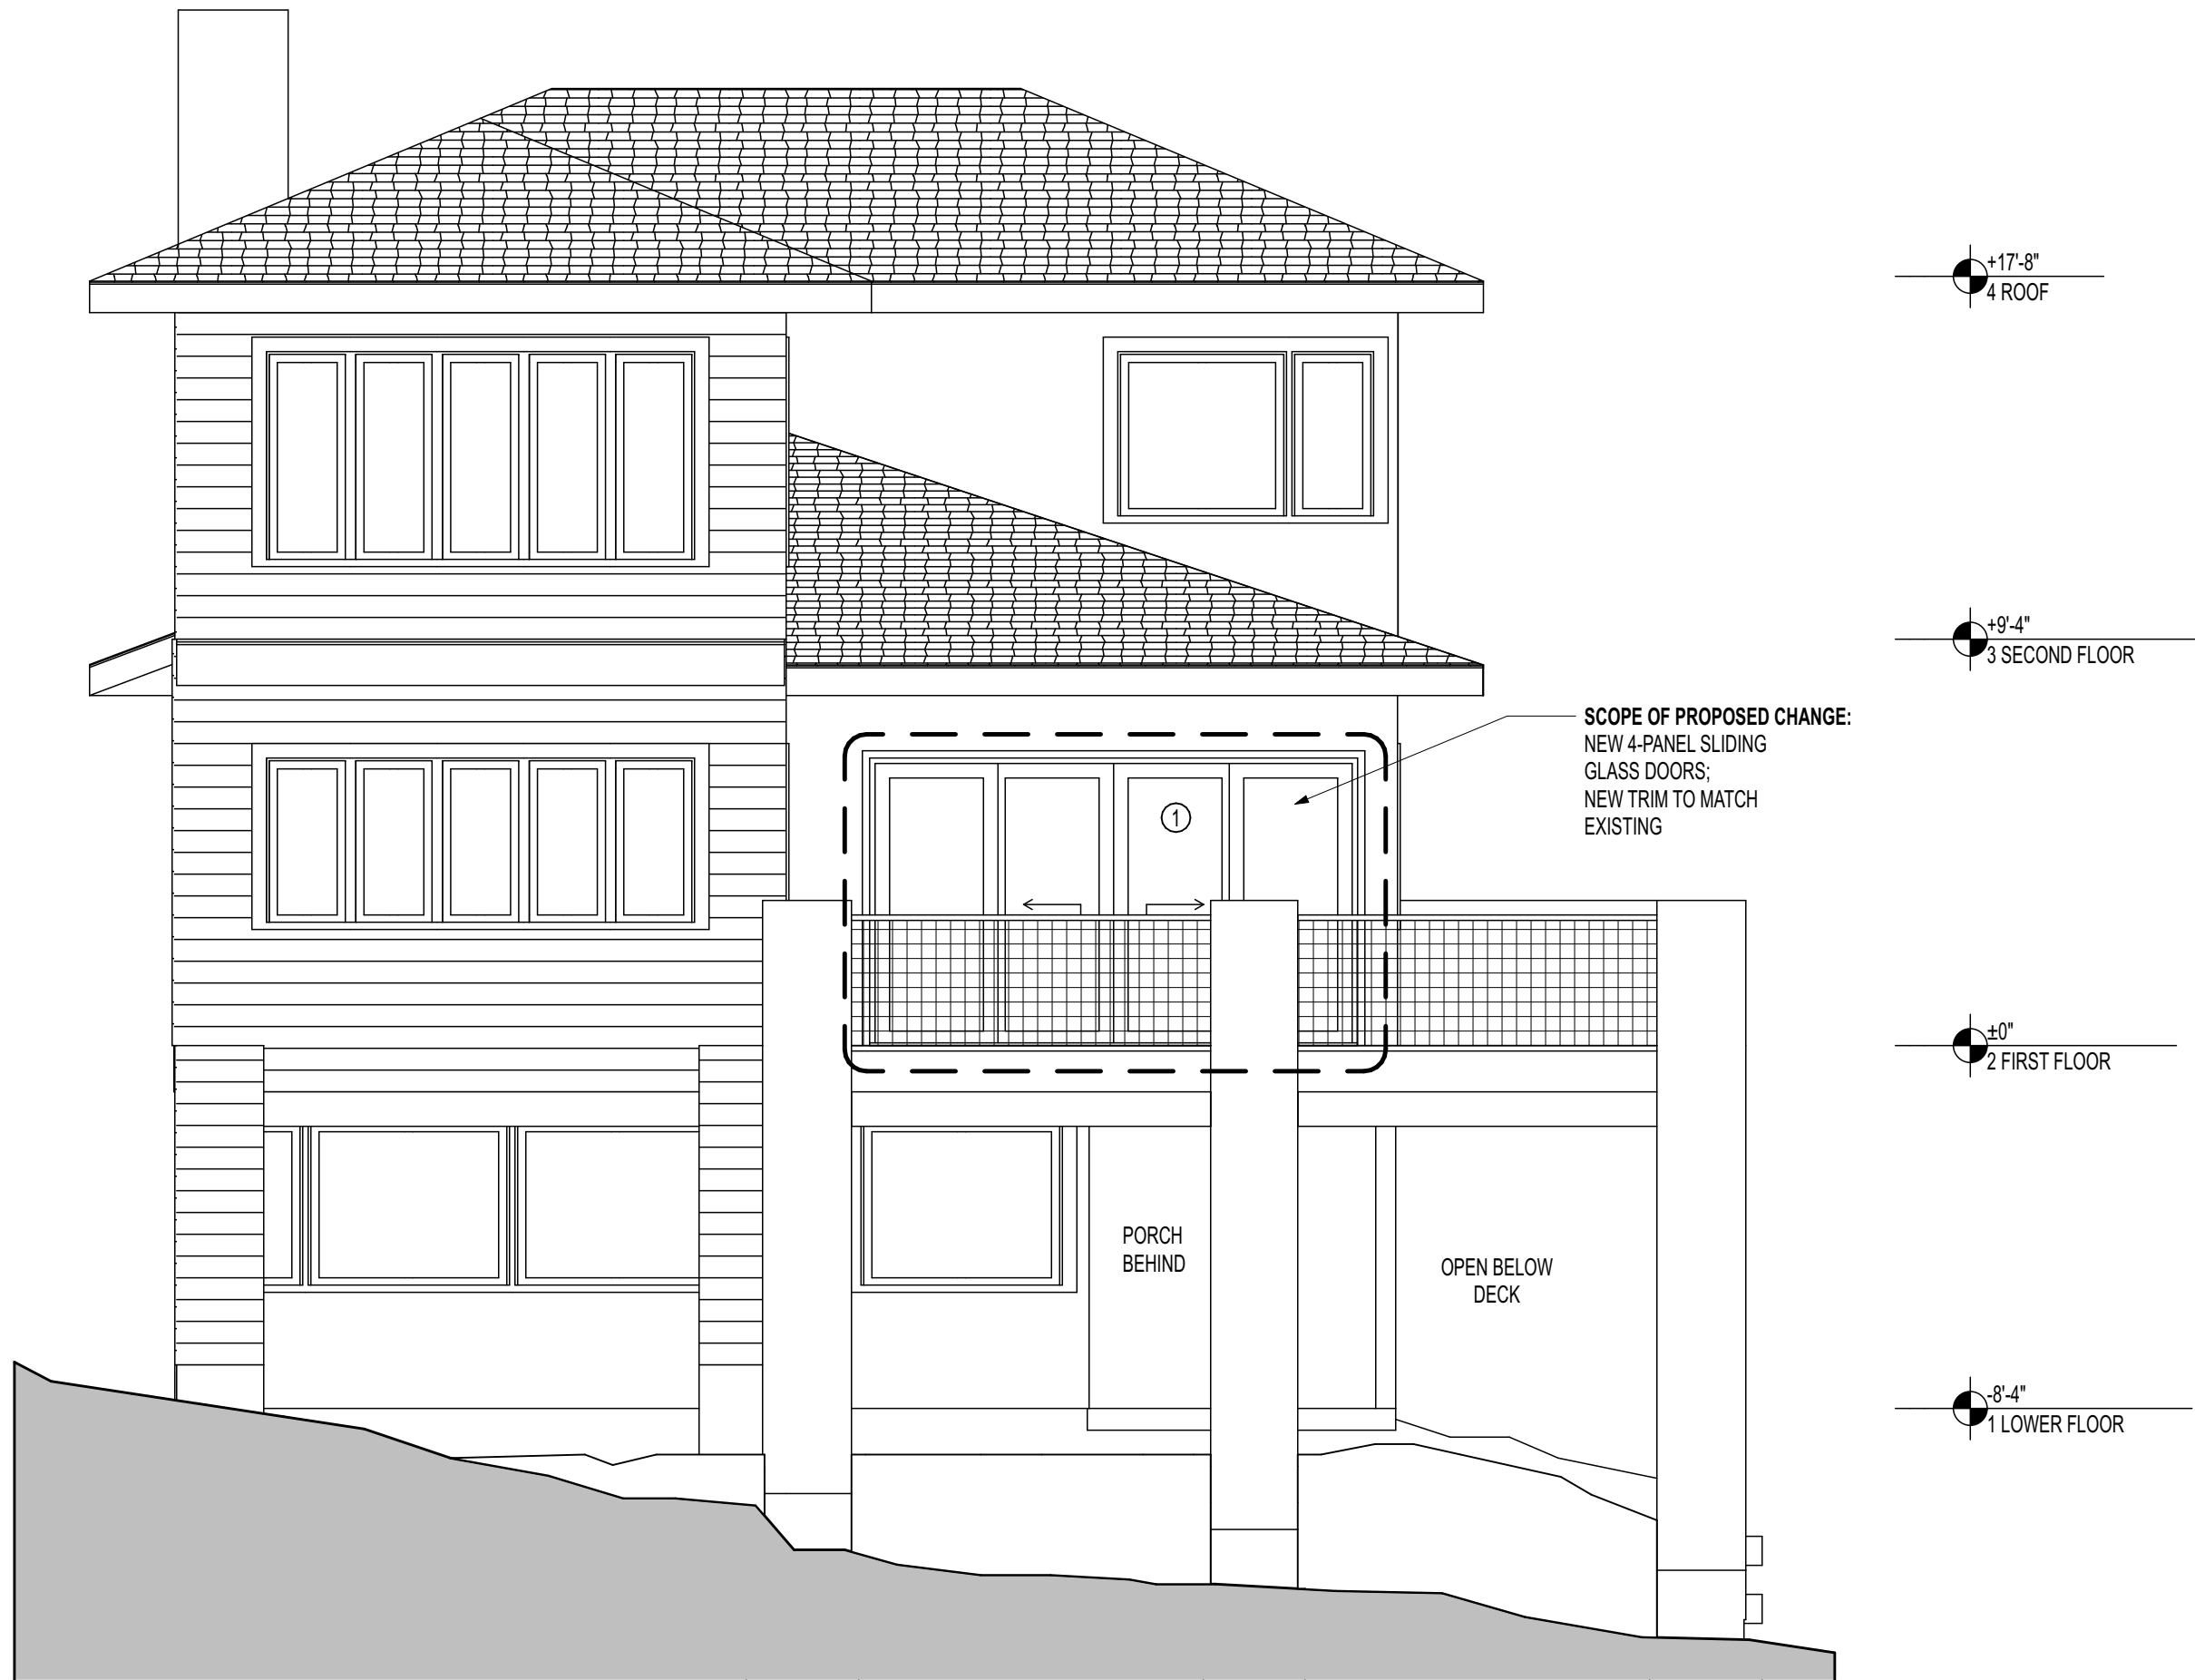 +17'-8"
4 ROOF
+9'-4"
3 SECOND FLOOR
SCOPE OF PROPOSED CHANGE:
NEW 4-PANEL SLIDING
GLASS DOORS;
NEW TRIM TO MATCH
EXISTING
1
±0"
2 FIRST FLOOR
PORCH
BEHIND
OPEN BELOW
DECK
-8'-4"
1 LOWER FLOOR